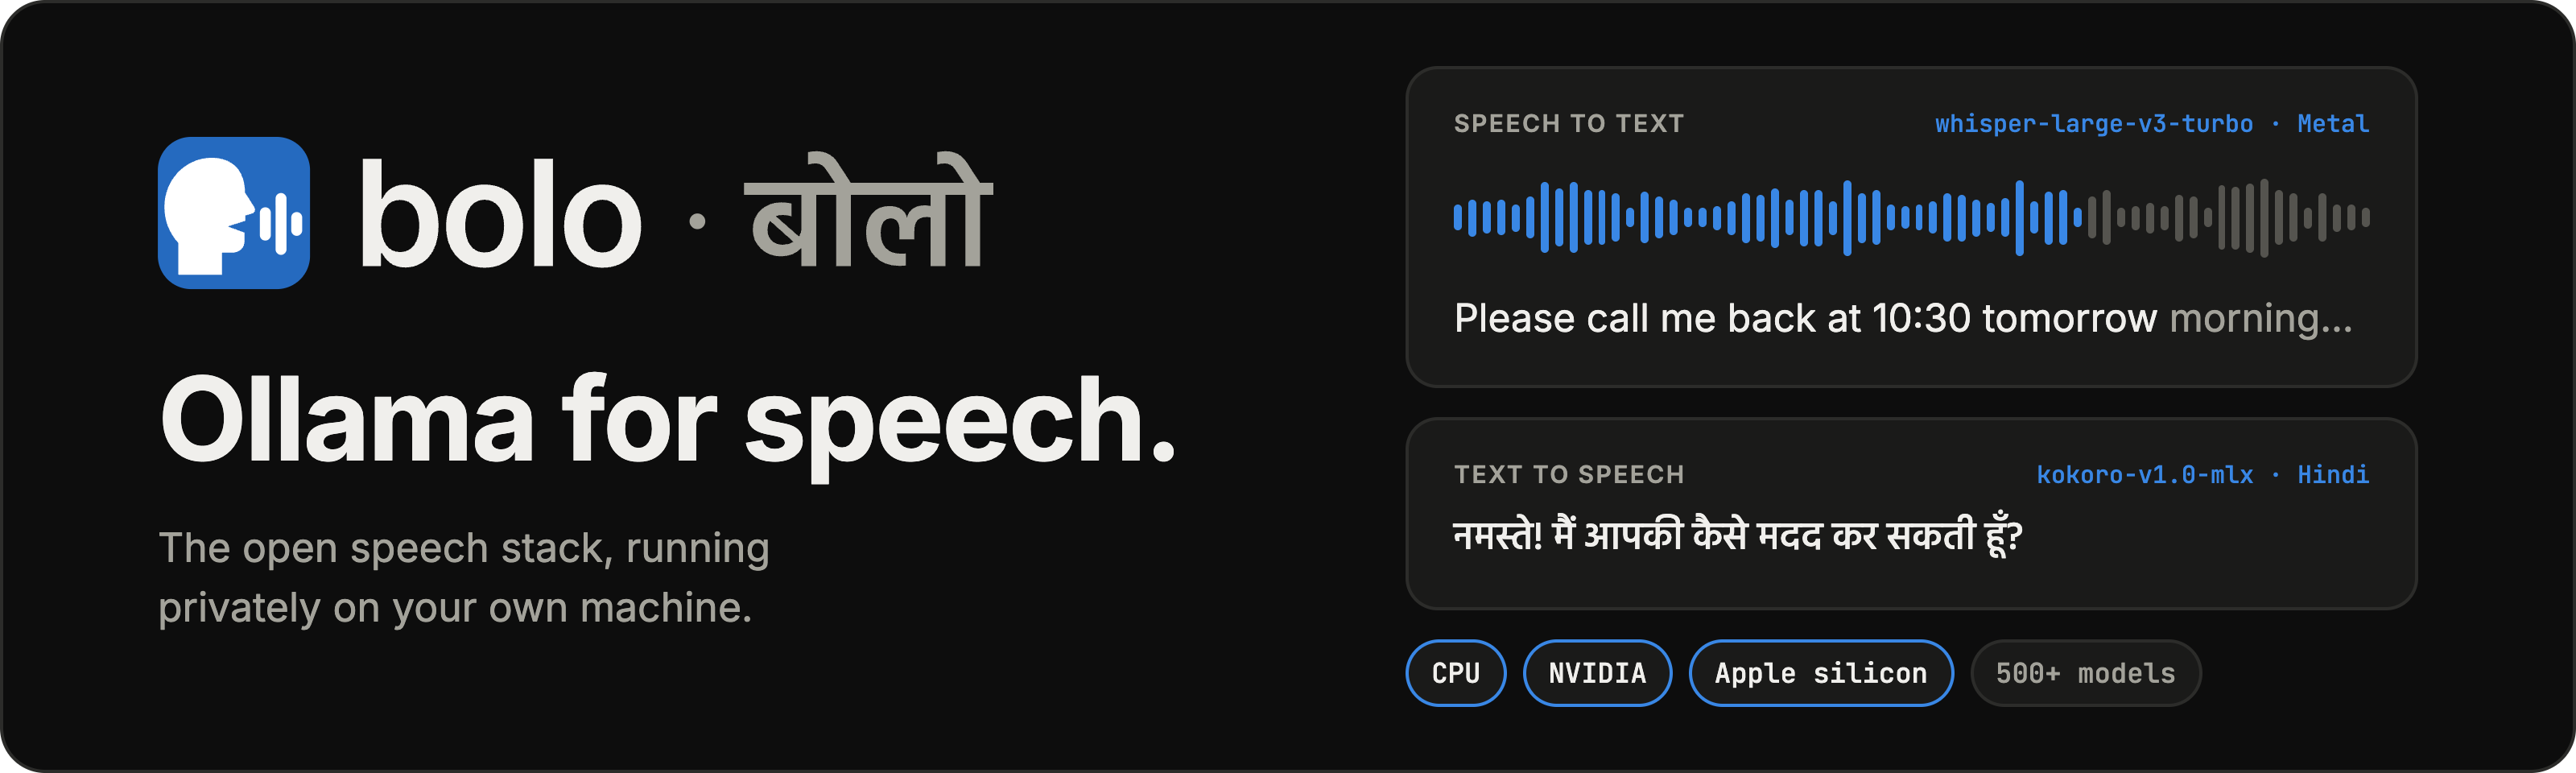 bolo · बोलो
Ollama for speech.
The open speech stack, running
privately on your own machine.
SPEECH TO TEXT
whisper-large-v3-turbo · Metal
Please call me back at 10:30 tomorrow morning...
TEXT TO SPEECH
kokoro-v1.0-mlx · Hindi
नमस्ते! मैं आपकी कैसे मदद कर सकती हूँ?
CPU
NVIDIA
Apple silicon
500+ models